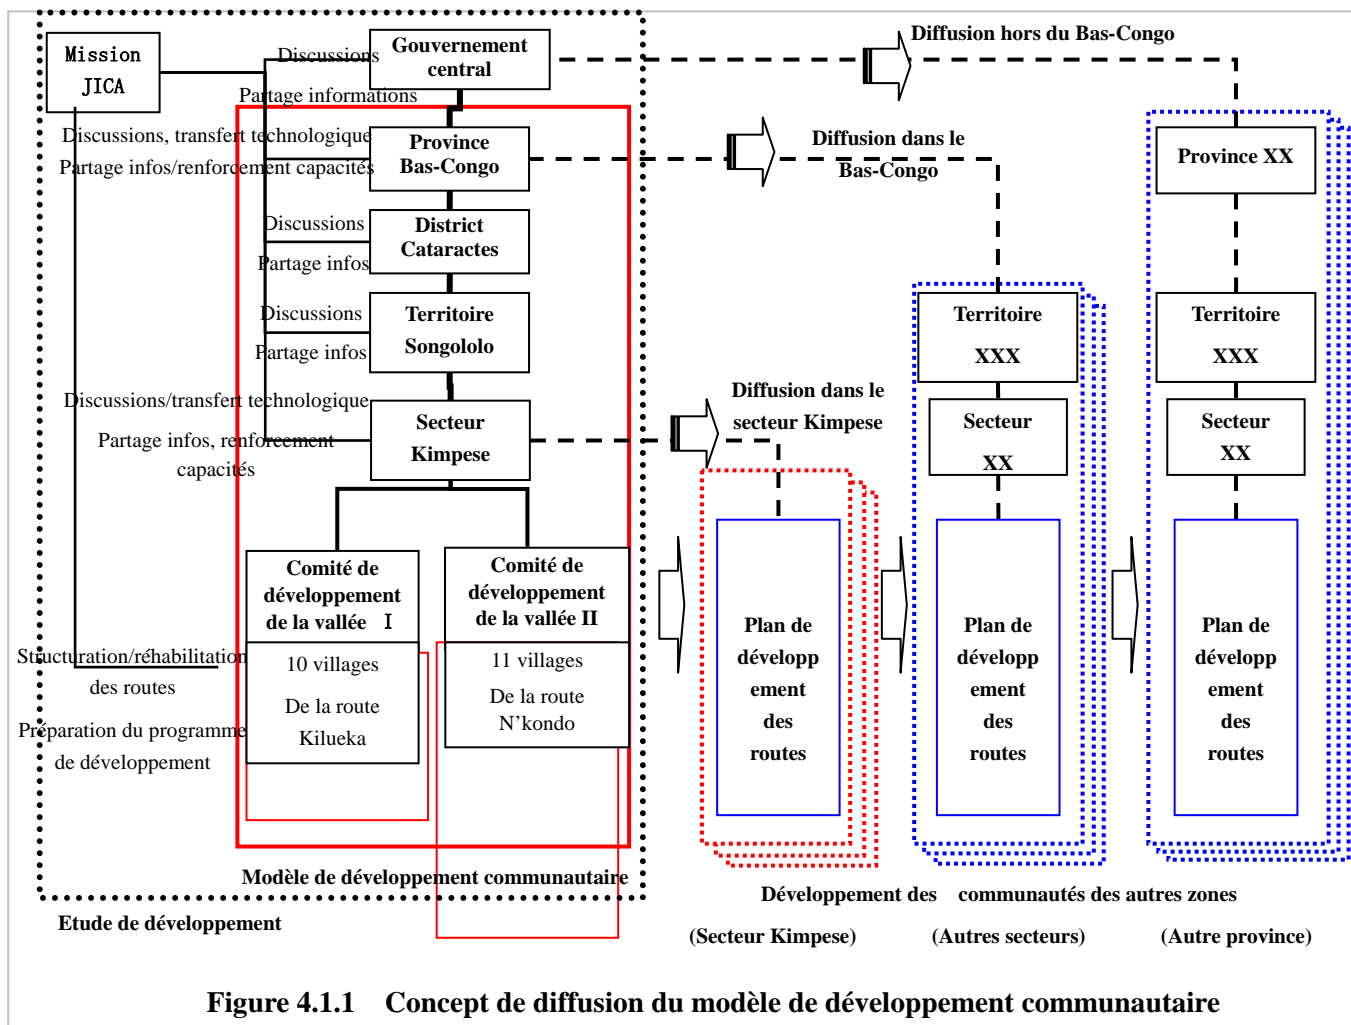 Mission
JICA
Discussions
Gouvernement
central
Partage informations
Diffusion hors du Bas-Congo
Discussions, transfert technologique
Partage infos/renforcement capacités
Province
Bas-Congo
Diffusion dans le
Bas-Congo
Province XX
Discussions
Partage infos
District
Cataractes
Discussions
Partage infos
Territoire
Songololo
Territoire
XXX
Territoire
XXX
Discussions/transfert technologique
Partage infos, renforcement
capacités
Secteur
Kimpese
Diffusion dans le
secteur Kimpese
Secteur
XX
Secteur
XX
Comité de
développement
de la vallée I
10 villages
De la route
Kilueka
Comité de
développement
de la vallée II
11 villages
De la route
N’kondo
Structuration/réhabilitation
des routes
Préparation du programme
de développement
Plan de
développ
ement
des
routes
Plan de
développ
ement
des
routes
Plan de
développ
ement
des
routes
Modèle de développement communautaire
Etude de développement
Développement des communautés des autres zones
(Secteur Kimpese)
(Autres secteurs)
(Autre province)
Figure 4.1.1 Concept de diffusion du modèle de développement communautaire